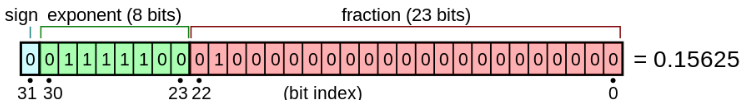 sign exponent (8 bits) fraction (23 bits)
0 0 1 1 1 1 1 0 0 0 1 0 0 0 0 0 0 0 0 0 0 0 0 0 0 0 0 0 0 0 0 0 = 0.15625
31 30 23 22 (bit index) 0